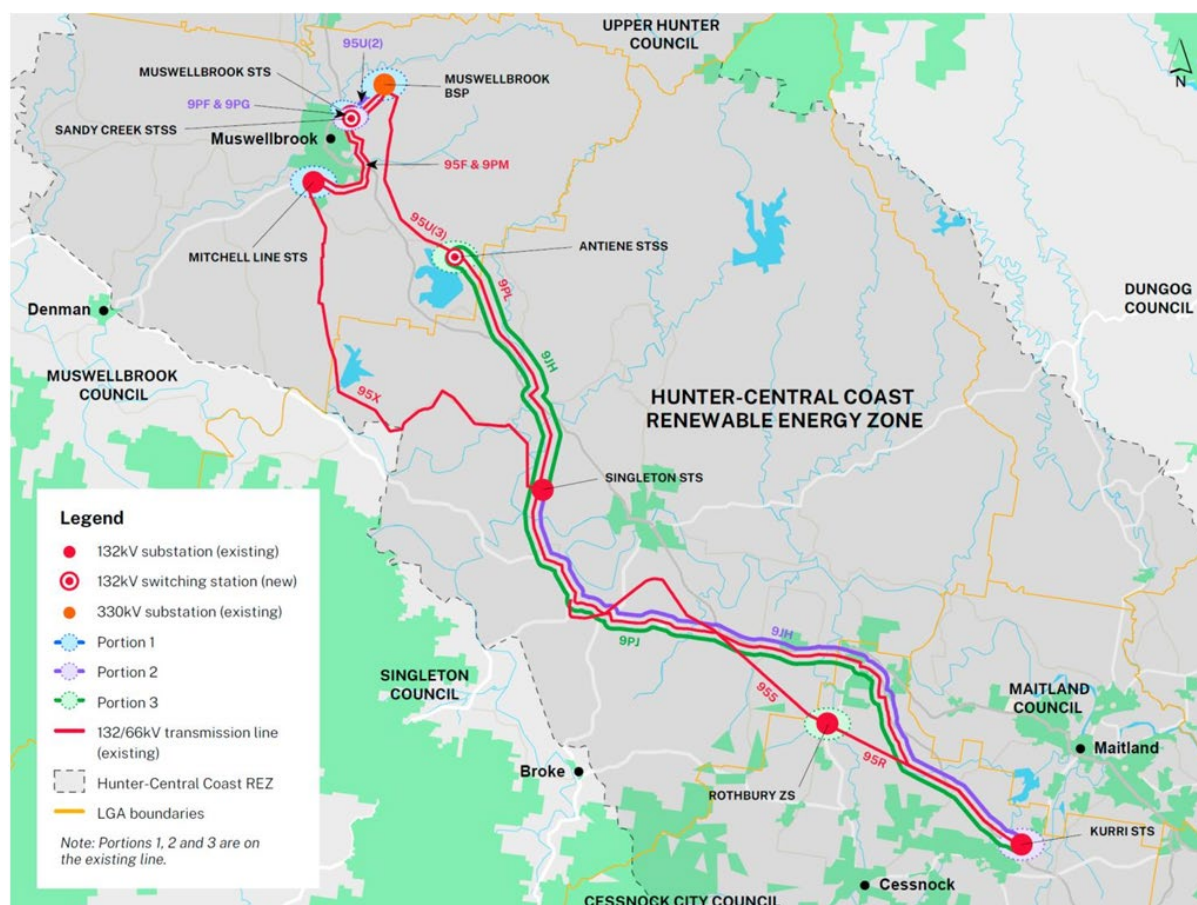 UPPER HUNTER
COUNCIL
N
95U(2)
MUSWELLBROOK STS
MUSWELLBROOK
BSP
9PF & 9PG
SANDY CREEK STSS
Muswellbrook
95F & 9PM
95U(3)
ANTIENE STSS
MITCHELL LINE STS
9PL
Denman
DUNGOG
COUNCIL
9JH
MUSWELLBROOK
COUNCIL
95X
HUNTER-CENTRAL COAST
RENEWABLE ENERGY ZONE
SINGLETON STS
Legend
132kV substation (existing)
132kV switching station (new)
330kV substation (existing)
Portion 1
Portion 2
Portion 3
132/66kV transmission line
(existing)
Hunter-Central Coast REZ
LGA boundaries
Note: Portions 1, 2 and 3 are on
the existing line.
9PJ
9JH
SINGLETON
COUNCIL
955
MAITLAND
COUNCIL
Maitland
Broke
95R
ROTHBURY ZS
KURRI STS
Cessnock
CESSNOCK CITY COUNCIL